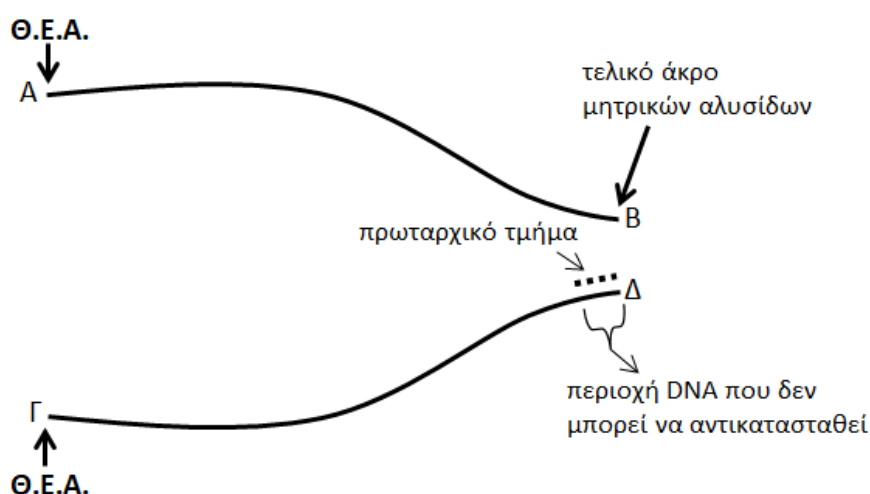 Θ.Ε.Α.
Α
τελικό άκρο
μητρικών αλυσίδων
Β
πρωταρχικό τμήμα
Δ
περιοχή DNA που δεν
μπορεί να αντικατασταθεί
Γ
Θ.Ε.Α.